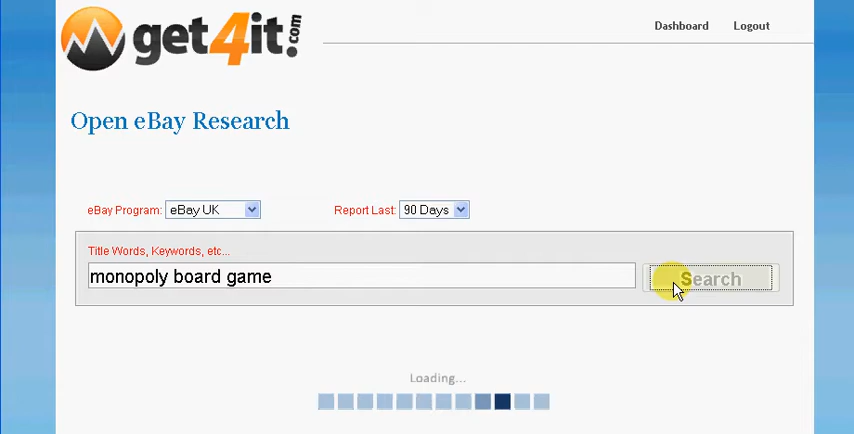 get4it!.com
Dashboard Logout
Open eBay Research
eBay Program: eBay UK Report Last: 90 Days
Title Words, Keywords, etc...
monopoly board game Search
Loading...